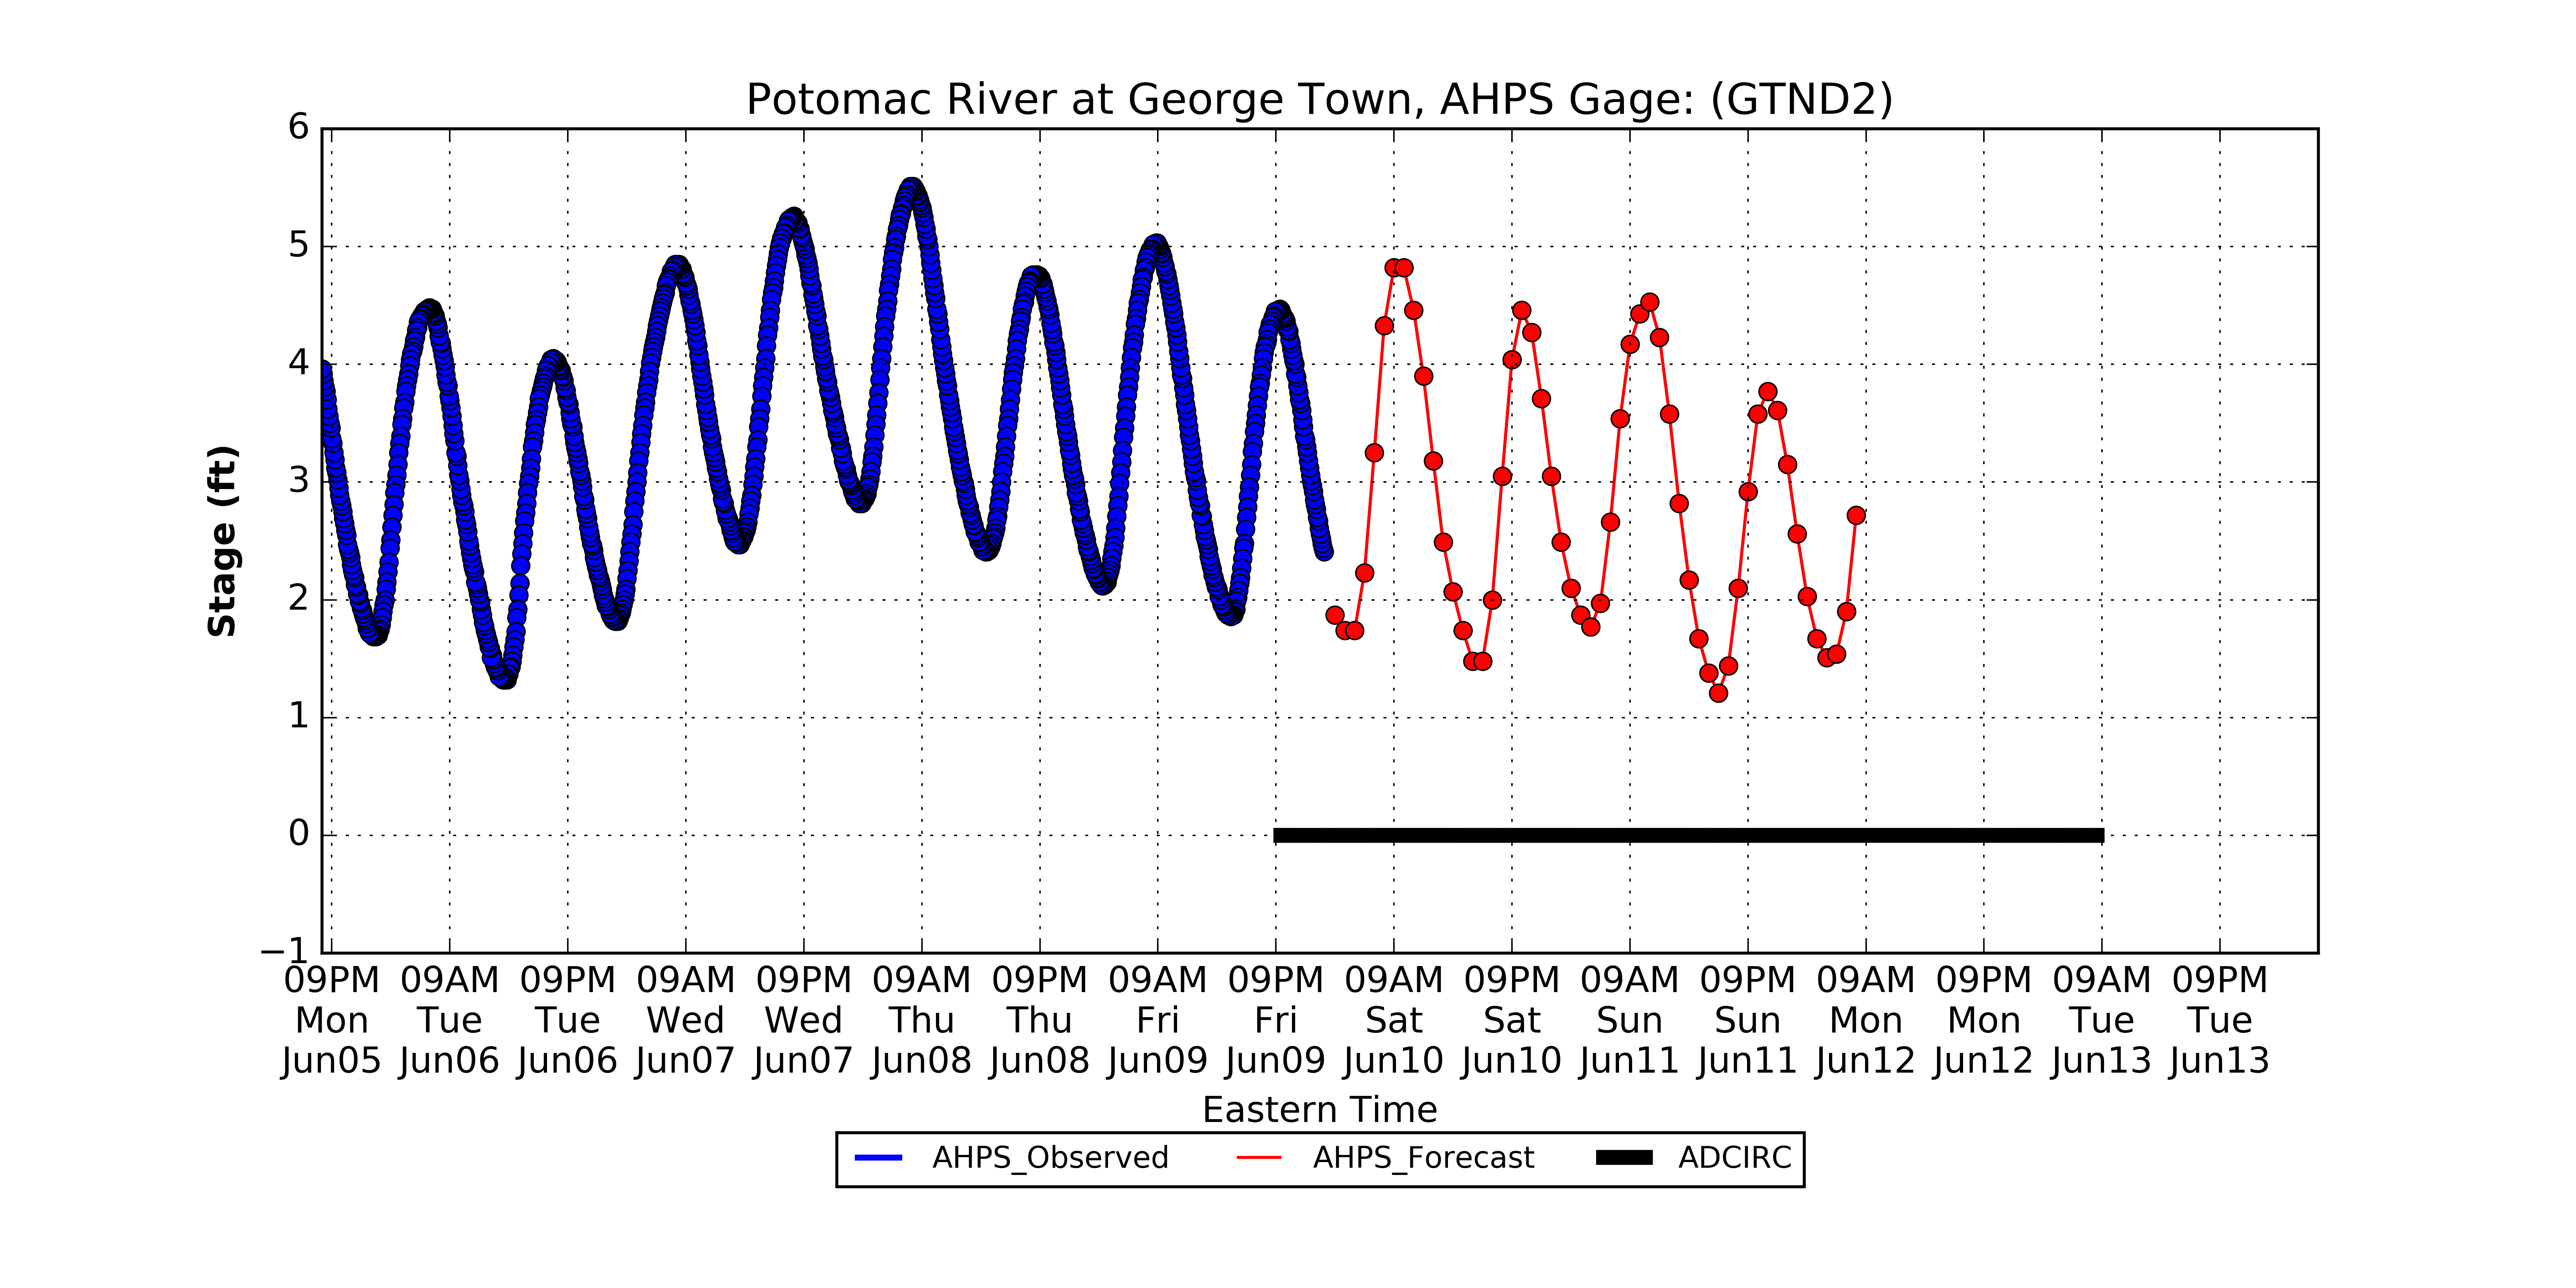 Potomac River at George Town, AHPS Gage: (GTND2)
6
5
4
3
2
1
0
−1
Stage (ft)
09PM 09AM 09PM 09AM 09PM 09AM 09PM 09AM 09PM 09AM 09PM 09AM 09PM 09AM 09PM 09AM 09PM
Mon Tue Tue Wed Wed Thu Thu Fri Fri Sat Sat Sun Sun Mon Mon Tue Tue
Jun05 Jun06 Jun06 Jun07 Jun07 Jun08 Jun08 Jun09 Jun09 Jun10 Jun10 Jun11 Jun11 Jun12 Jun12 Jun13 Jun13
Eastern Time
AHPS_Observed AHPS_Forecast ADCIRC